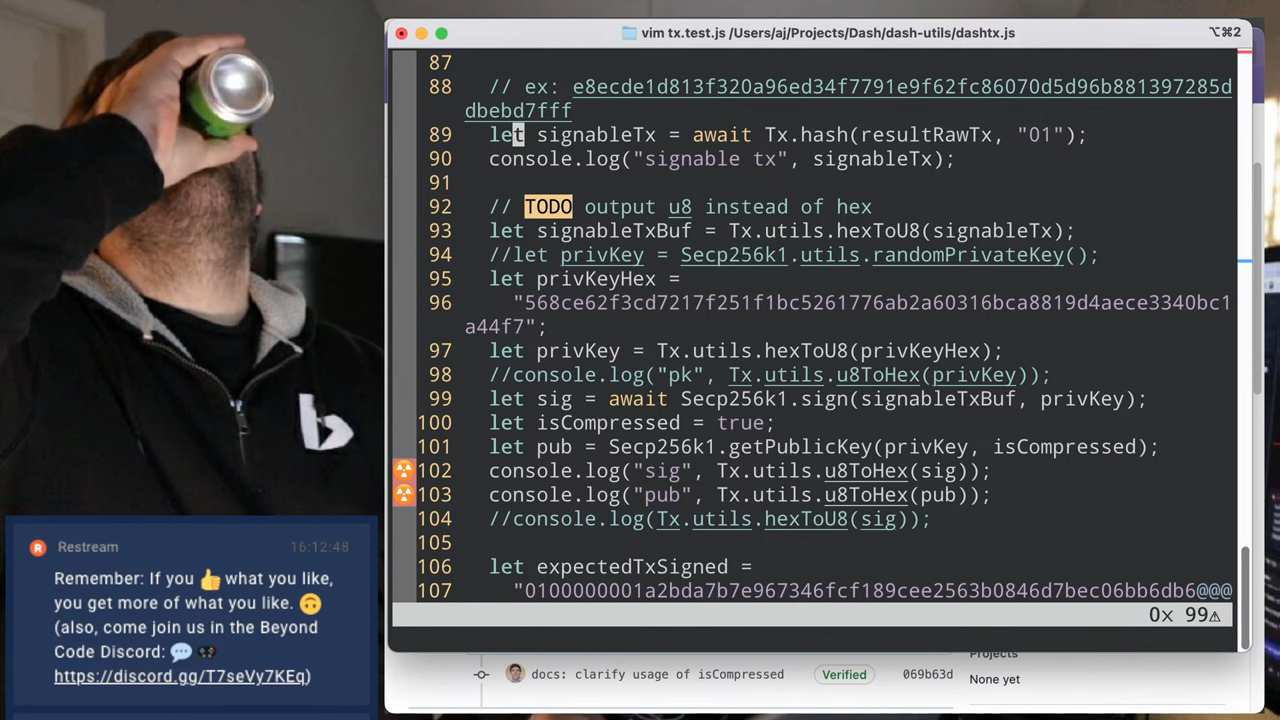 vim tx.test.js /Users/aj/Projects/Dash/dash-utils/dashtx.js
⌥⌘2
87
88 // ex: e8ecde1d813f320a96ed34f7791e9f62fc86070d5d96b881397285d
dbebd7fff
89 let signableTx = await Tx.hash(resultRawTx, "01");
90 console.log("signable tx", signableTx);
91
92 // TODO output u8 instead of hex
93 let signableTxBuf = Tx.utils.hexToU8(signableTx);
94 //let privKey = Secp256k1.utils.randomPrivateKey();
95 let privKeyHex =
96 "568ce62f3cd7217f251f1bc5261776ab2a60316bca8819d4aece3340bc1
a44f7";
97 let privKey = Tx.utils.hexToU8(privKeyHex);
98 //console.log("pk", Tx.utils.u8ToHex(privKey));
99 let sig = await Secp256k1.sign(signableTxBuf, privKey);
100 let isCompressed = true;
101 let pub = Secp256k1.getPublicKey(privKey, isCompressed);
102 console.log("sig", Tx.utils.u8ToHex(sig));
103 console.log("pub", Tx.utils.u8ToHex(pub));
104 //console.log(Tx.utils.hexToU8(sig));
105
106 let expectedTxSigned =
107 "0100000001a2bda7b7e967346fcf189cee2563b0846d7bec06bb6db6@@@
0× 99⚠
docs: clarify usage of isCompressed Verified 069b63d
Projects
None yet
Restream 16:12:48
Remember: If you 👍 what you like,
you get more of what you like. 🙃
(also, come join us in the Beyond
Code Discord: 💬 🎮
https://discord.gg/T7seVy7KEq)